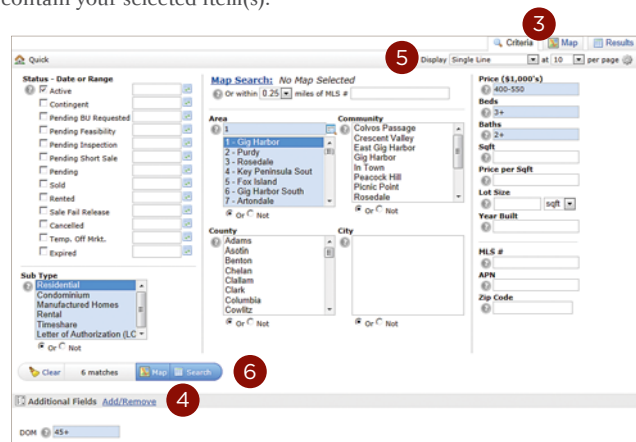 contain your selected item(s).
3
Criteria Map Results
Quick
5
Display Single Line at 10 per page
Status - Date or Range
Active
Contingent
Pending BU Requested
Pending Feasibility
Pending Inspection
Pending Short Sale
Pending
Sold
Rented
Sale Fail Release
Cancelled
Temp. Off Mrkt.
Expired
Sub Type
Residential
Condominium
Manufactured Homes
Rental
Timeshare
Letter of Authorization (LC
Or Not
Map Search: No Map Selected
Or within 0.25 miles of MLS #
Area
1
1 - Gig Harbor
2 - Purdy
3 - Rosedale
4 - Key Peninsula Sout
5 - Fox Island
6 - Gig Harbor South
7 - Artondale
Or Not
Community
Colvos Passage
Crescent Valley
East Gig Harbor
Gig Harbor
In Town
Peacock Hill
Picnic Point
Rosedale
Or Not
County
Adams
Asotin
Benton
Chelan
Clallam
Clark
Columbia
Cowlitz
Or Not
City
Or Not
Price ($1,000's)
400-550
Beds
3+
Baths
2+
Sqft
Price per Sqft
Lot Size
sqft
Year Built
MLS #
APN
Zip Code
Clear 6 matches Map Search
6
Additional Fields Add/Remove
4
DOM 45+